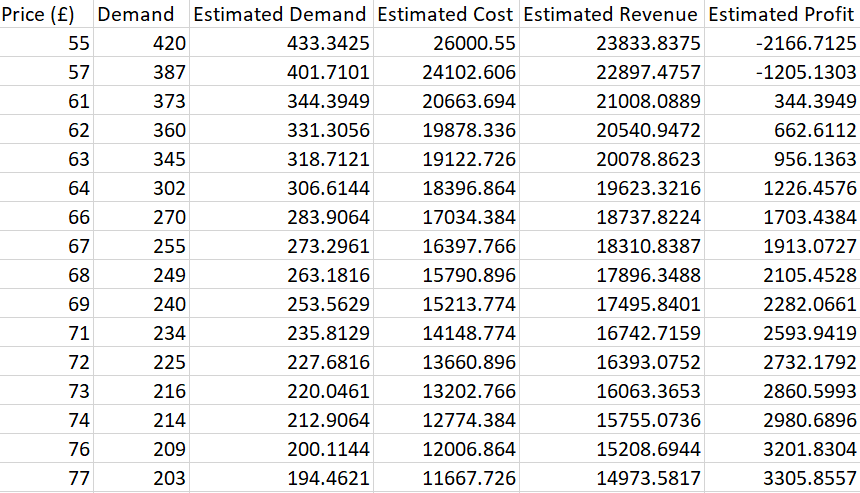 Price (£) Demand Estimated Demand Estimated Cost Estimated Revenue Estimated Profit
55 420 433.3425 26000.55 23833.8375 -2166.7125
57 387 401.7101 24102.606 22897.4757 -1205.1303
61 373 344.3949 20663.694 21008.0889 344.3949
62 360 331.3056 19878.336 20540.9472 662.6112
63 345 318.7121 19122.726 20078.8623 956.1363
64 302 306.6144 18396.864 19623.3216 1226.4576
66 270 283.9064 17034.384 18737.8224 1703.4384
67 255 273.2961 16397.766 18310.8387 1913.0727
68 249 263.1816 15790.896 17896.3488 2105.4528
69 240 253.5629 15213.774 17495.8401 2282.0661
71 234 235.8129 14148.774 16742.7159 2593.9419
72 225 227.6816 13660.896 16393.0752 2732.1792
73 216 220.0461 13202.766 16063.3653 2860.5993
74 214 212.9064 12774.384 15755.0736 2980.6896
76 209 200.1144 12006.864 15208.6944 3201.8304
77 203 194.4621 11667.726 14973.5817 3305.8557